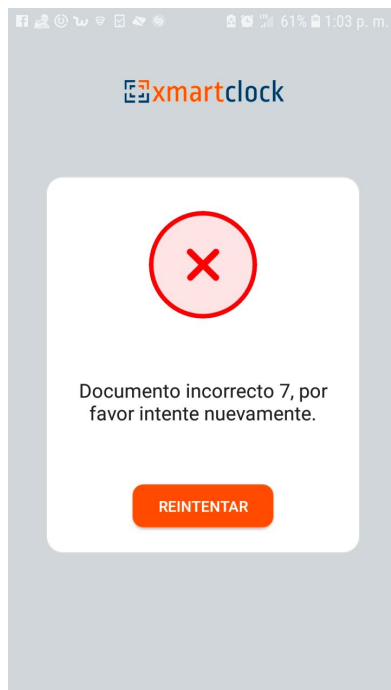 61% 1:03 p. m.
xmartclock
Documento incorrecto 7, por
favor intente nuevamente.
REINTENTAR